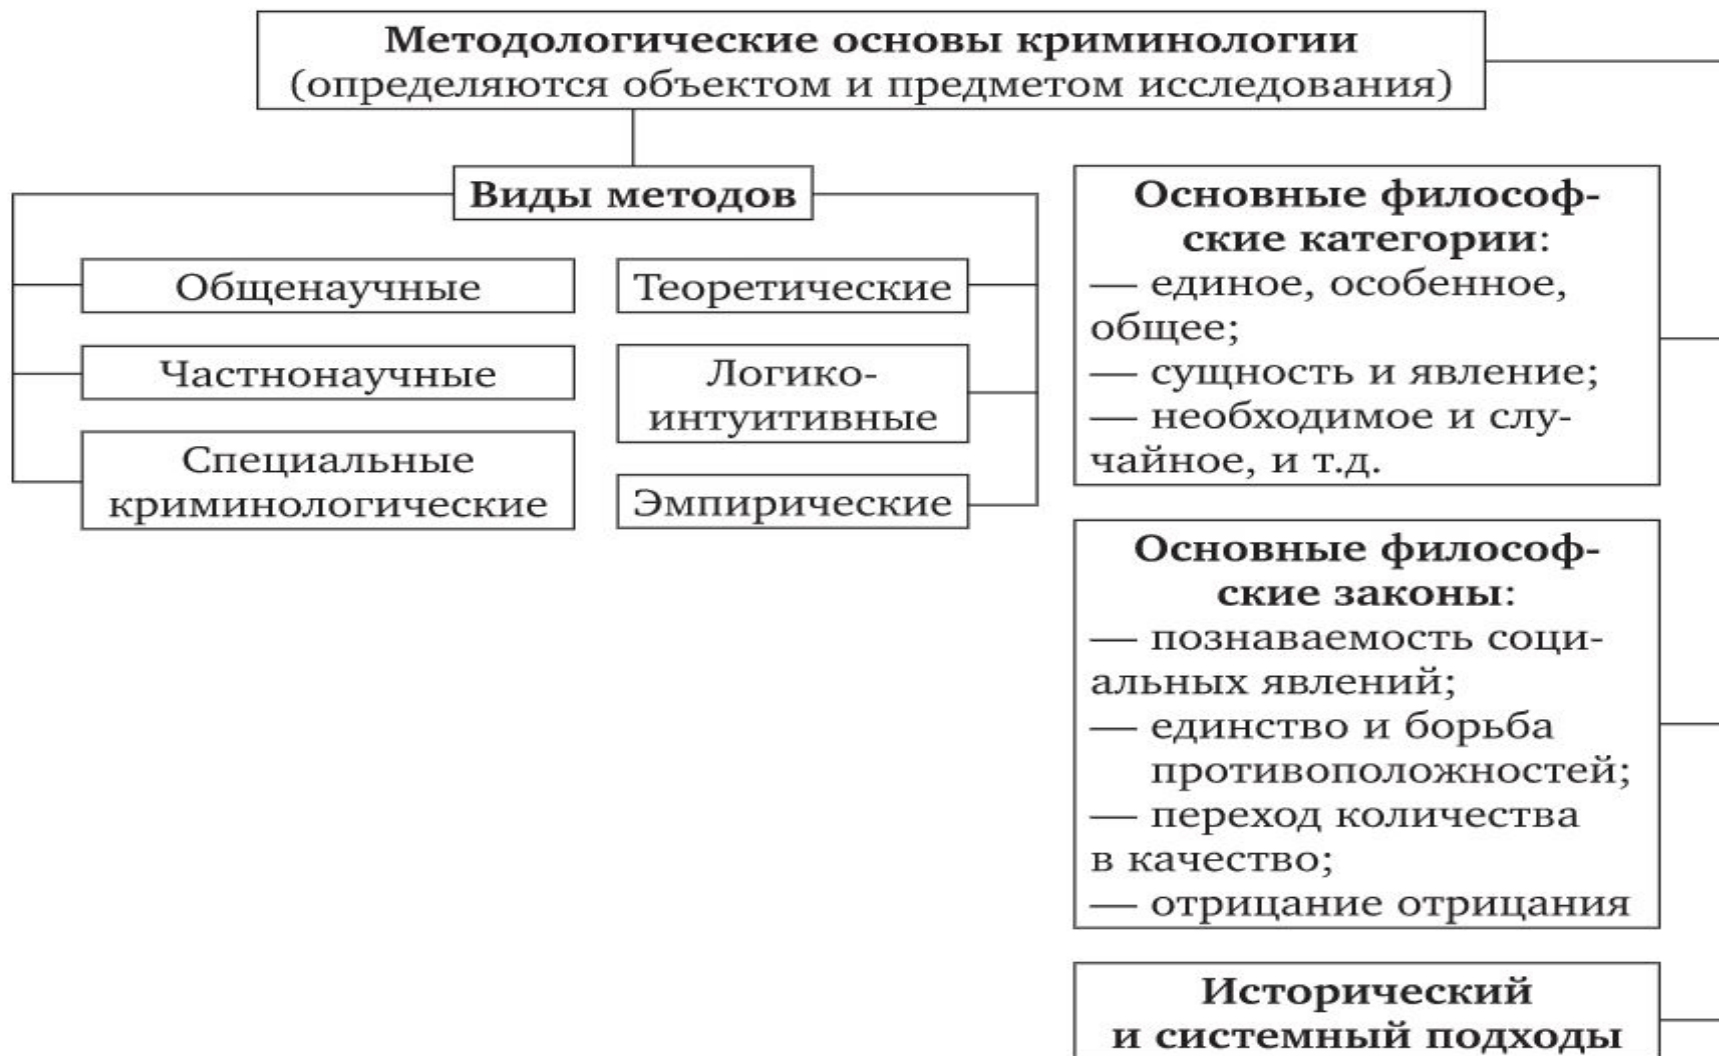 Методологические основы криминологии
(определяются объектом и предметом исследования)
Виды методов
Общенаучные
Частнонаучные
Специальные
криминологические
Теоретические
Логико-
интуитивные
Эмпирические
Основные философ-
ские категории:
— единое, особенное,
общее;
— сущность и явление;
— необходимое и слу-
чайное, и т.д.
Основные философ-
ские законы:
— познаваемость соци-
альных явлений;
— единство и борьба
противоположностей;
— переход количества
в качество;
— отрицание отрицания
Исторический
и системный подходы